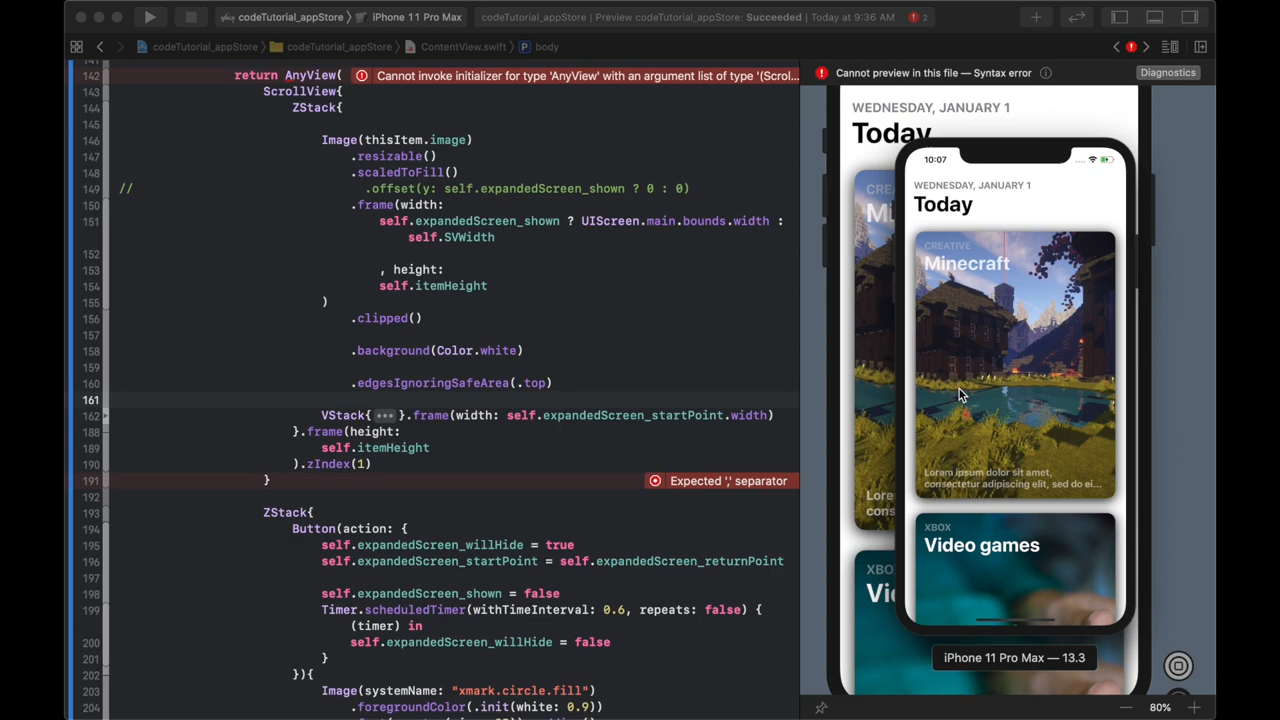 codeTutorial_appStore 〉 iPhone 11 Pro Max
codeTutorial_appStore | Preview codeTutorial_appStore: Succeeded | Today at 9:36 AM
2
codeTutorial_appStore 〉 codeTutorial_appStore 〉 ContentView.swift 〉 P body
141
142 return AnyView(
Cannot invoke initializer for type 'AnyView' with an argument list of type '(Scrol...
143 ScrollView{
144 ZStack{
145
146 Image(thisItem.image)
147 .resizable()
148 .scaledToFill()
149 // .offset(y: self.expandedScreen_shown ? 0 : 0)
150 .frame(width:
151 self.expandedScreen_shown ? UIScreen.main.bounds.width :
self.SVWidth
152
153 , height:
154 self.itemHeight
155 )
156 .clipped()
157
158 .background(Color.white)
159
160 .edgesIgnoringSafeArea(.top)
161
162 VStack{•••}.frame(width: self.expandedScreen_startPoint.width)
188 }.frame(height:
189 self.itemHeight
190 ).zIndex(1)
191 }
Expected ',' separator
192
193 ZStack{
194 Button(action: {
195 self.expandedScreen_willHide = true
196 self.expandedScreen_startPoint = self.expandedScreen_returnPoint
197
198 self.expandedScreen_shown = false
199 Timer.scheduledTimer(withTimeInterval: 0.6, repeats: false) {
(timer) in
200 self.expandedScreen_willHide = false
201 }
202 }){
203 Image(systemName: "xmark.circle.fill")
204 .foregroundColor(.init(white: 0.9))
Cannot preview in this file — Syntax error
Diagnostics
WEDNESDAY, JANUARY 1
Today
10:07
WEDNESDAY, JANUARY 1
Today
CREATIVE
Minecraft
Lorem ipsum dolor sit amet,
consectetur adipiscing elit, sed do ei...
XBOX
Video games
iPhone 11 Pro Max — 13.3
80%